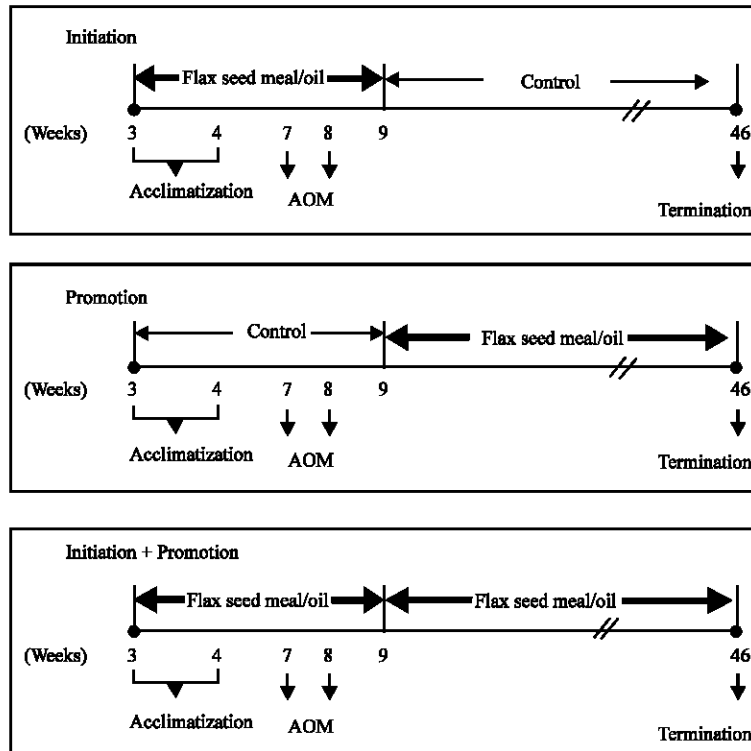 Initiation
Flax seed meal/oil Control
(Weeks) 3 4 7 8 9 46
Acclimatization AOM
Termination
Promotion
Control Flax seed meal/oil
(Weeks) 3 4 7 8 9 46
Acclimatization AOM
Termination
Initiation + Promotion
Flax seed meal/oil Flax seed meal/oil
(Weeks) 3 4 7 8 9 46
Acclimatization AOM
Termination